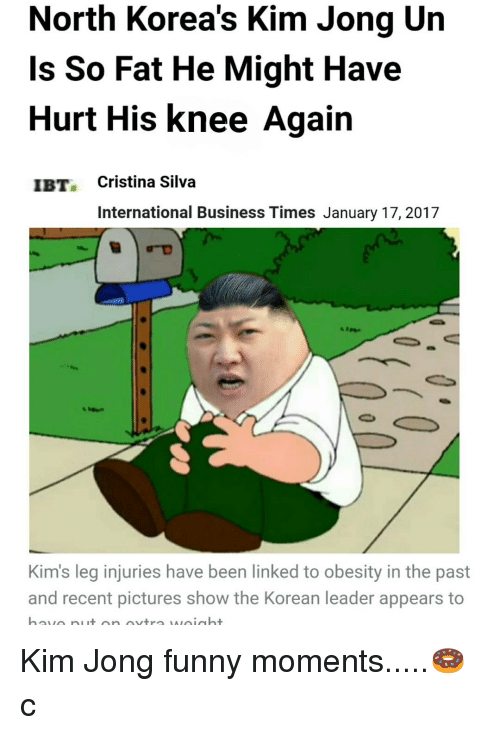 North Korea's Kim Jong Un
Is So Fat He Might Have
Hurt His knee Again
IBT Cristina Silva
International Business Times January 17, 2017
Kim's leg injuries have been linked to obesity in the past
and recent pictures show the Korean leader appears to
have put on extra weight
Kim Jong funny moments.....🍩
c